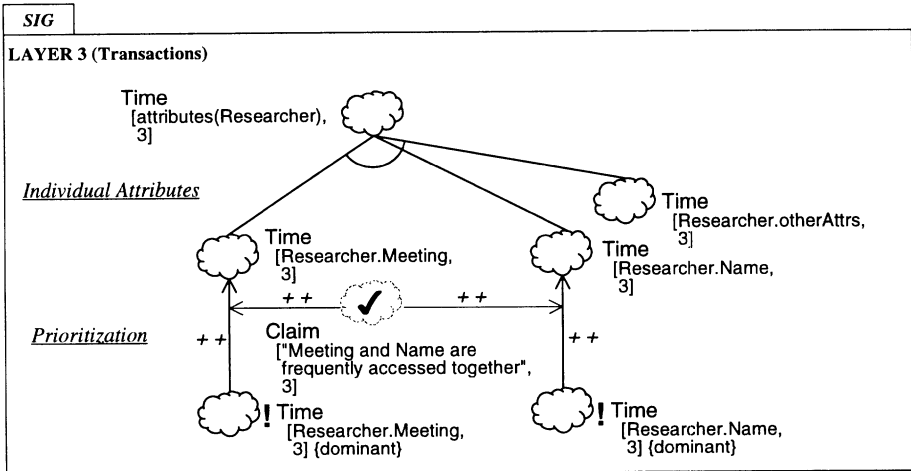 SIG
LAYER 3 (Transactions)
Time
[attributes(Researcher),
3]
Individual Attributes
Time
[Researcher.otherAttrs,
3]
Time
[Researcher.Meeting,
3]
Time
[Researcher.Name,
3]
+ +
+ +
Prioritization
+ +
Claim
["Meeting and Name are
frequently accessed together",
3]
+ +
! Time
[Researcher.Meeting,
3] {dominant}
! Time
[Researcher.Name,
3] {dominant}